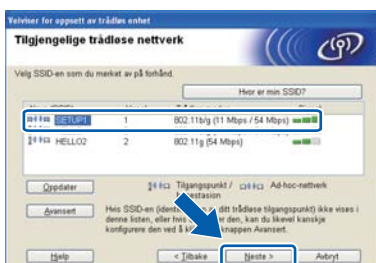 Veiviser for oppsett av trådløs enhet
Tilgjengelige trådløse nettverk
Velg SSID-en som du merket av på forhånd.
Hvor er min SSID?
SETUP1 1 802.11b/g (11 Mbps / 54 Mbps)
HELLO2 2 802.11g (54 Mbps)
Oppdater
Tilgangspunkt / Ad-hoc-nettverk
Avansert
Hvis SSID-en ditt trådløse tilgangspunkt) ikke vises i
denne listen, eller hvis den, kan du likevel kanskje
konfigurere den ved å knappen Avansert.
Hjelp
< Tilbake
Neste >
Avbryt